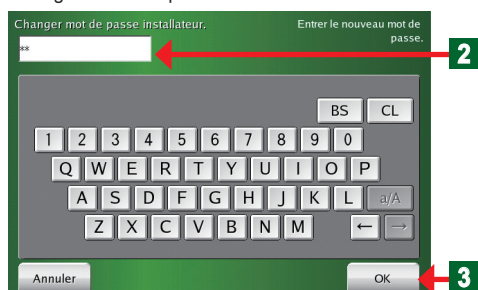 Changer mot de passe installateur.
Entrer le nouveau mot de
passe.
**
2
BS CL
1 2 3 4 5 6 7 8 9 0
Q W E R T Y U I O P
A S D F G H J K L a/A
Z X C V B N M ← →
Annuler OK
3